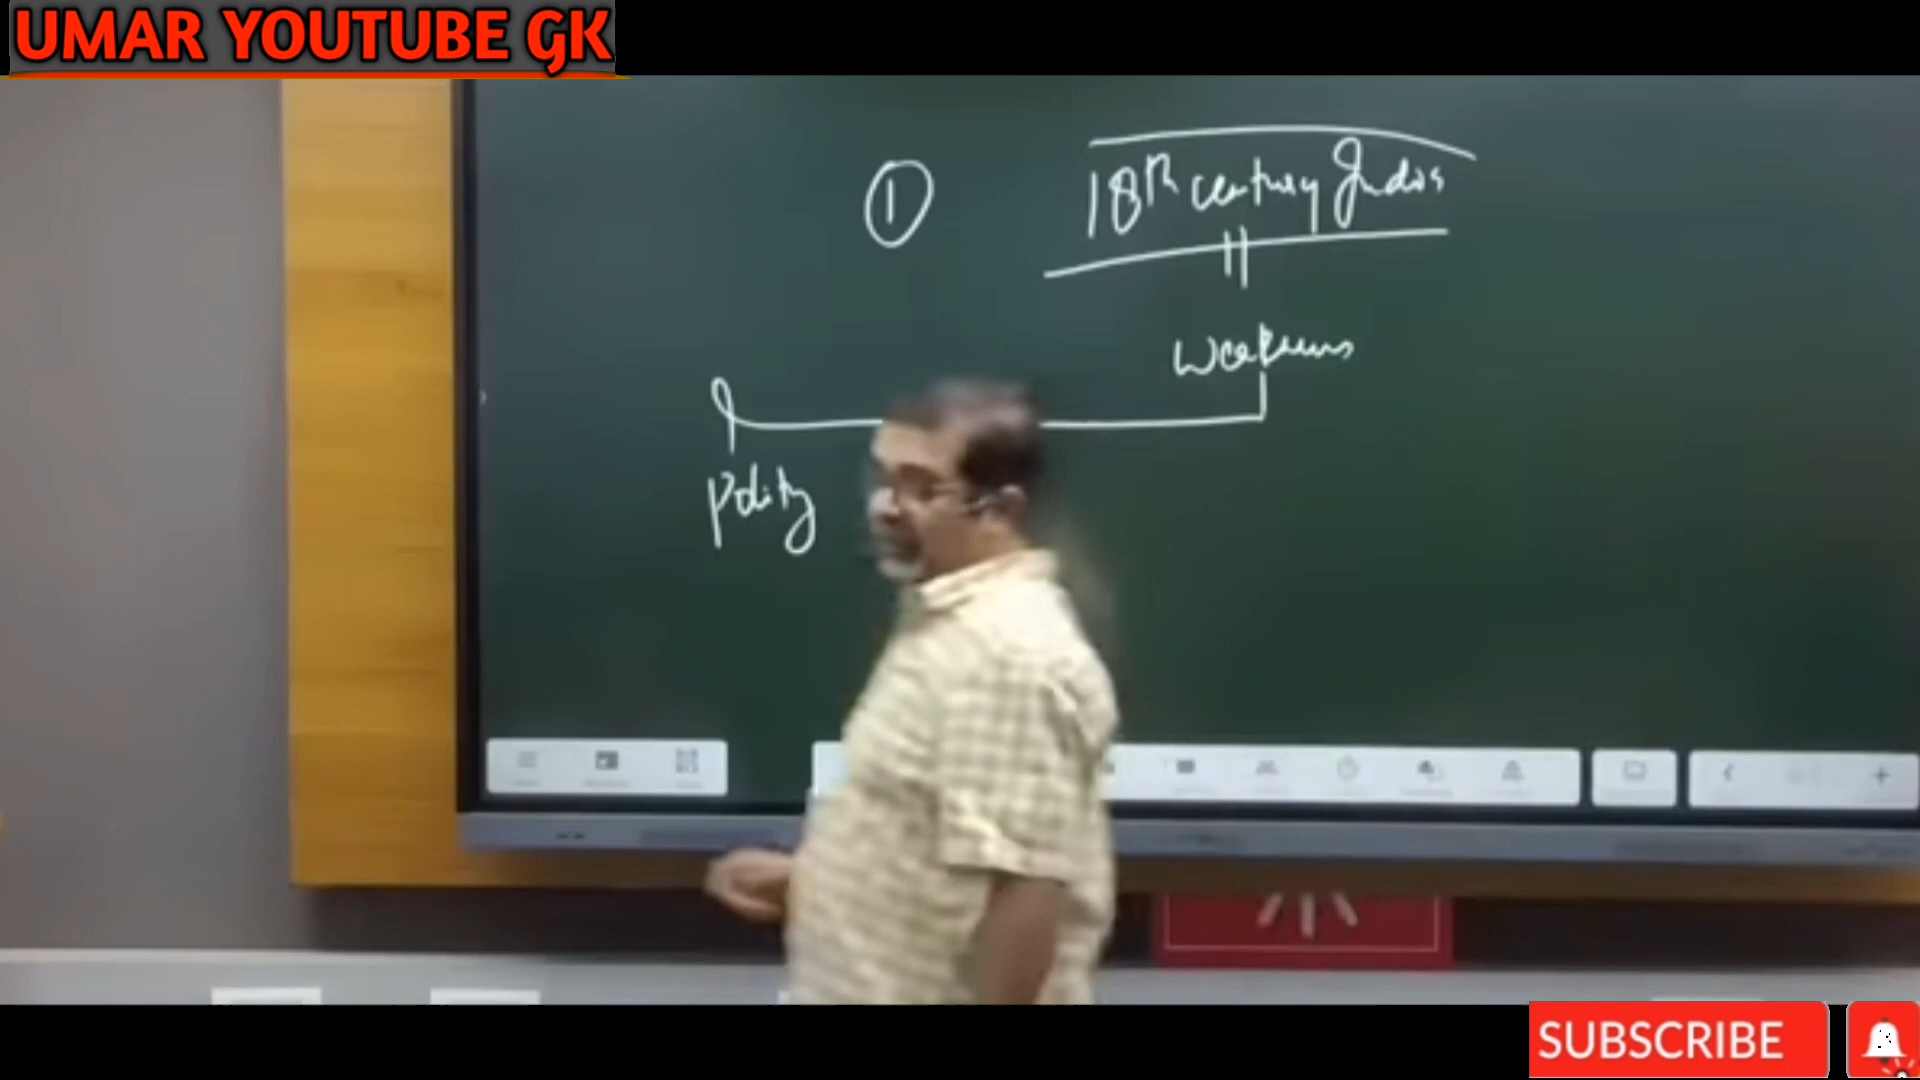 UMAR YOUTUBE GK
① 18th century India
Weakness
Polity
SUBSCRIBE